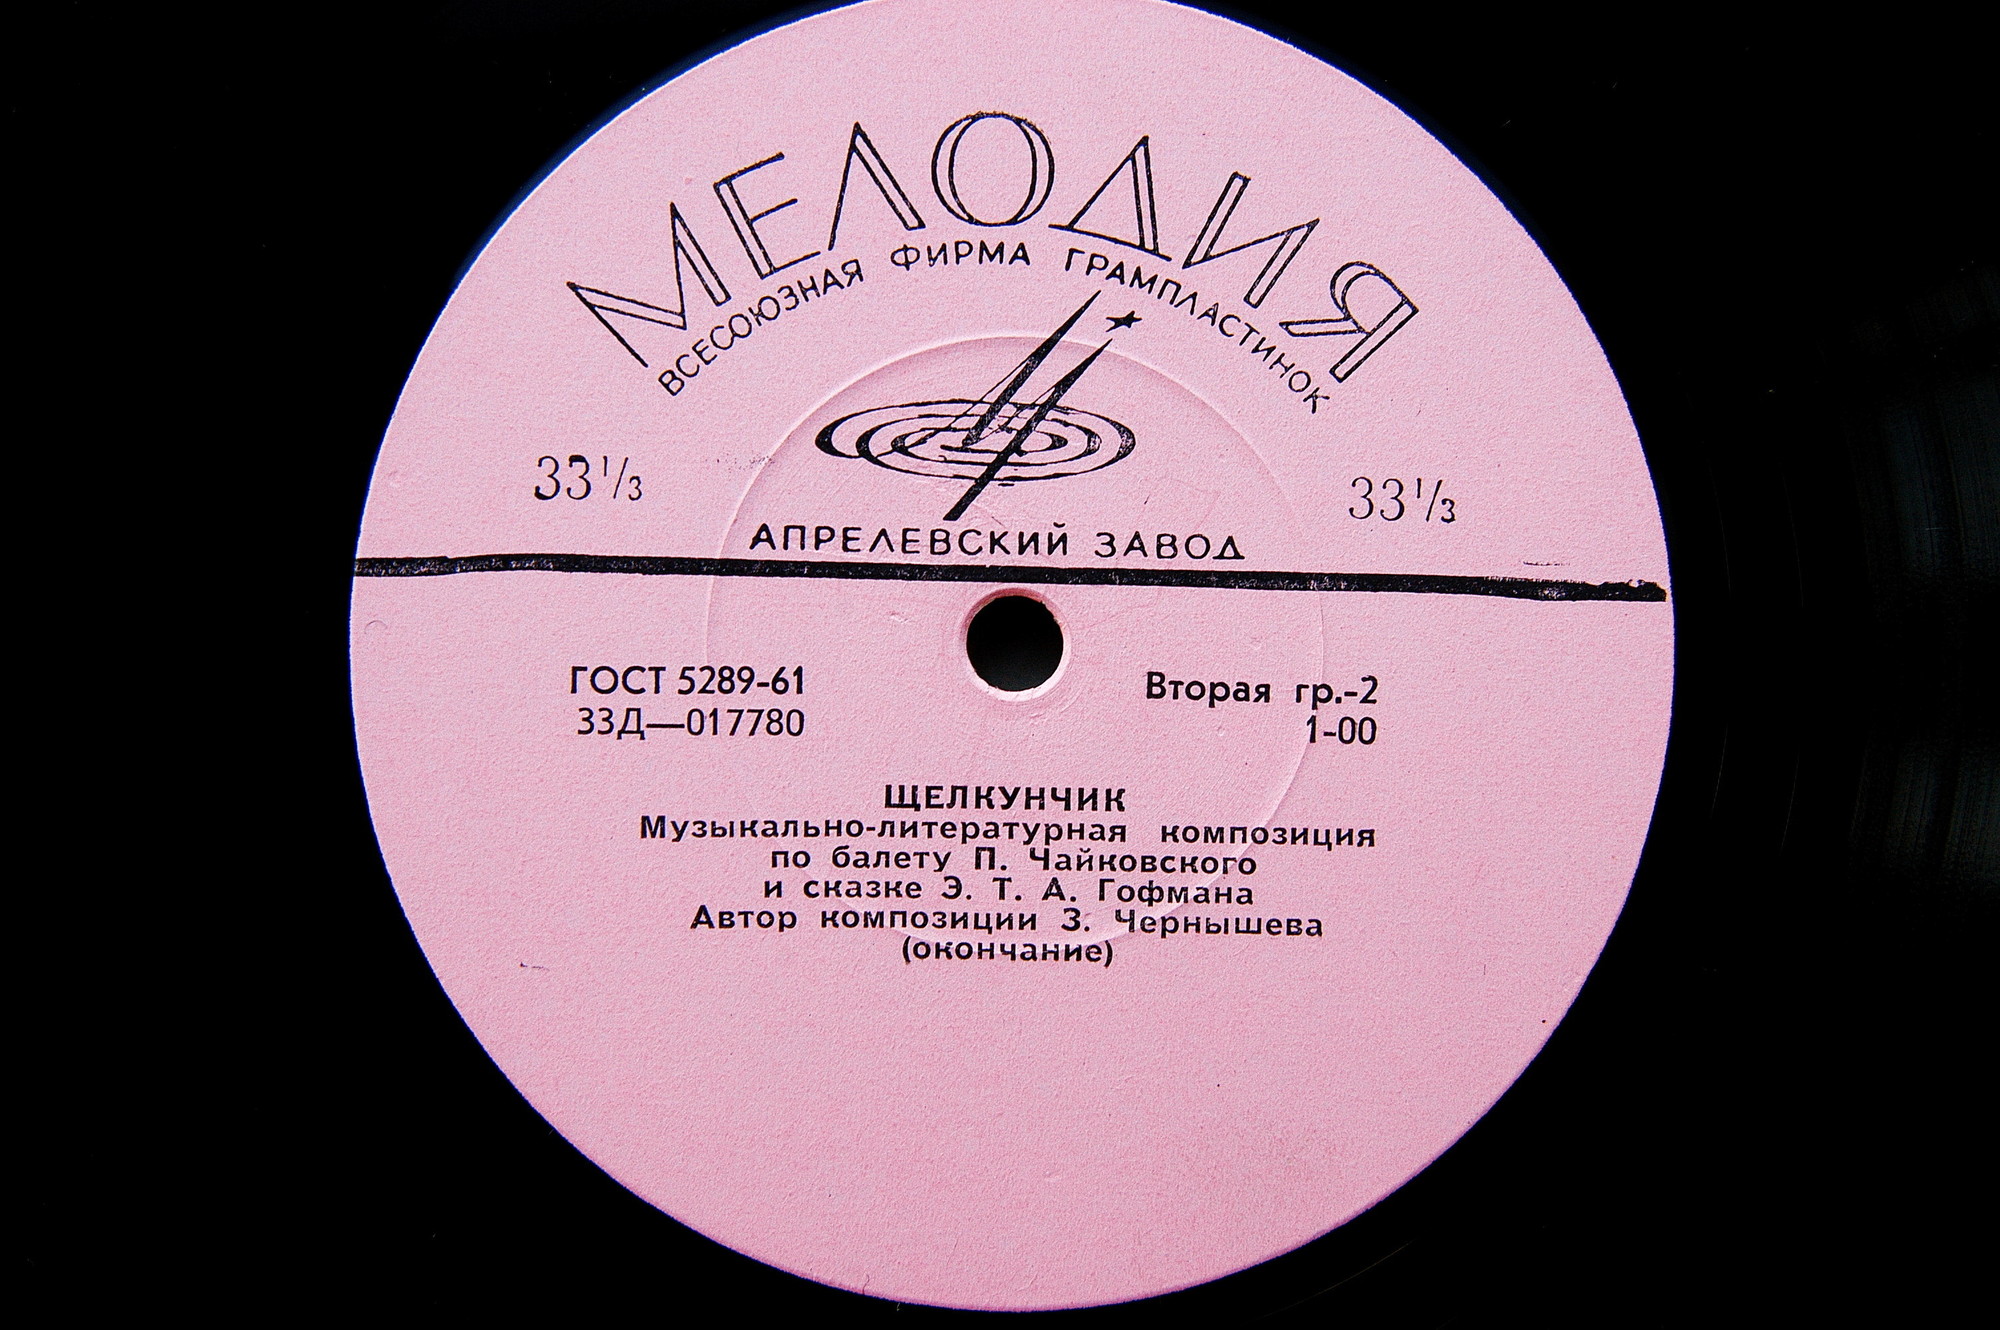 МЕЛОДИЯ
ВСЕСОЮЗНАЯ ФИРМА ГРАМПЛАСТИНОК
33⅓ 33⅓
АПРЕЛЕВСКИЙ ЗАВОД
ГОСТ 5289-61 Вторая гр.-2
33Д—017780 1-00
ЩЕЛКУНЧИК
Музыкально-литературная композиция
по балету П. Чайковского
и сказке Э. Т. А. Гофмана
Автор композиции З. Чернышева
(окончание)